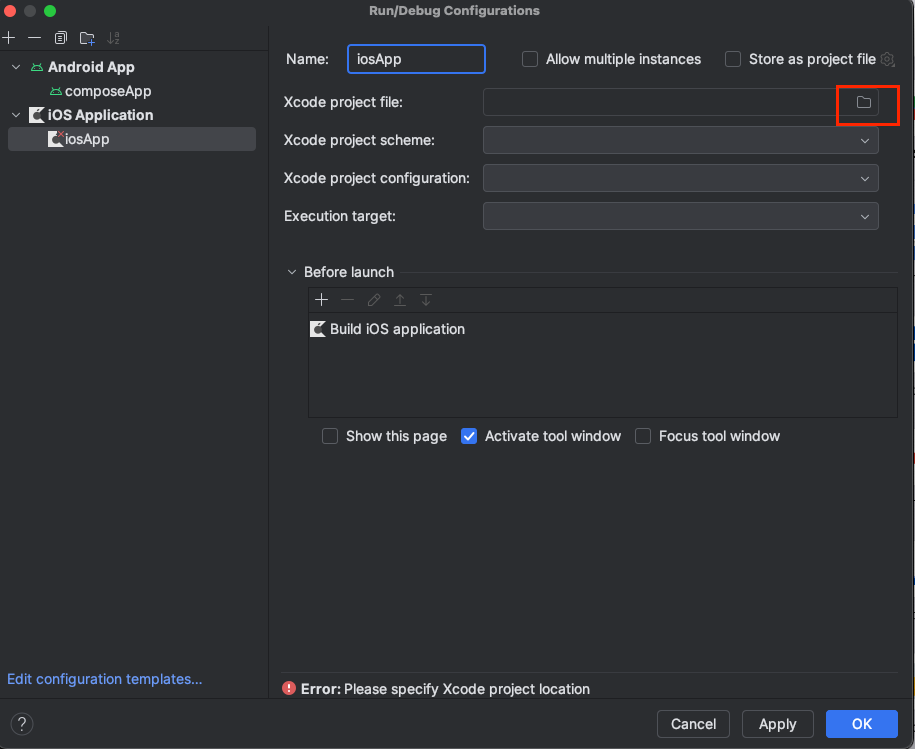 Run/Debug Configurations
Android App
composeApp
iOS Application
iosApp
Name: iosApp Allow multiple instances Store as project file
Xcode project file:
Xcode project scheme:
Xcode project configuration:
Execution target:
Before launch
Build iOS application
Show this page Activate tool window Focus tool window
Edit configuration templates...
Error: Please specify Xcode project location
? Cancel Apply OK